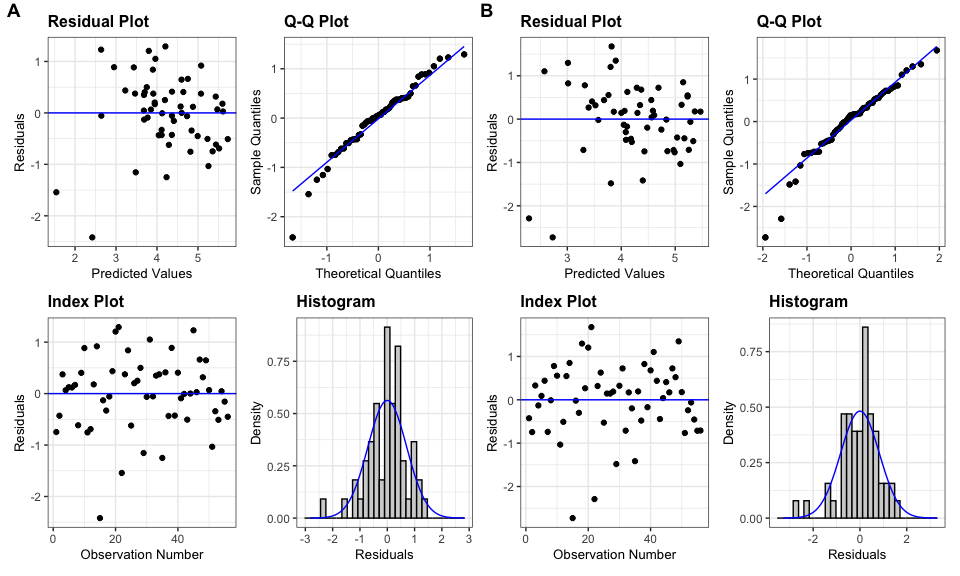 A
Residual Plot
Residuals
1
0
-1
-2
2
3
4
5
Predicted Values
Q-Q Plot
Sample Quantiles
1
0
-1
-2
-1
0
1
Theoretical Quantiles
Index Plot
Residuals
1
0
-1
-2
0
20
40
Observation Number
Histogram
Density
0.75
0.50
0.25
0.00
-3
-2
-1
0
1
2
3
Residuals
B
Residual Plot
Residuals
1
0
-1
-2
3
4
5
Predicted Values
Q-Q Plot
Sample Quantiles
1
0
-1
-2
-2
-1
0
1
2
Theoretical Quantiles
Index Plot
Residuals
1
0
-1
-2
0
20
40
Observation Number
Histogram
Density
0.75
0.50
0.25
0.00
-2
0
2
Residuals